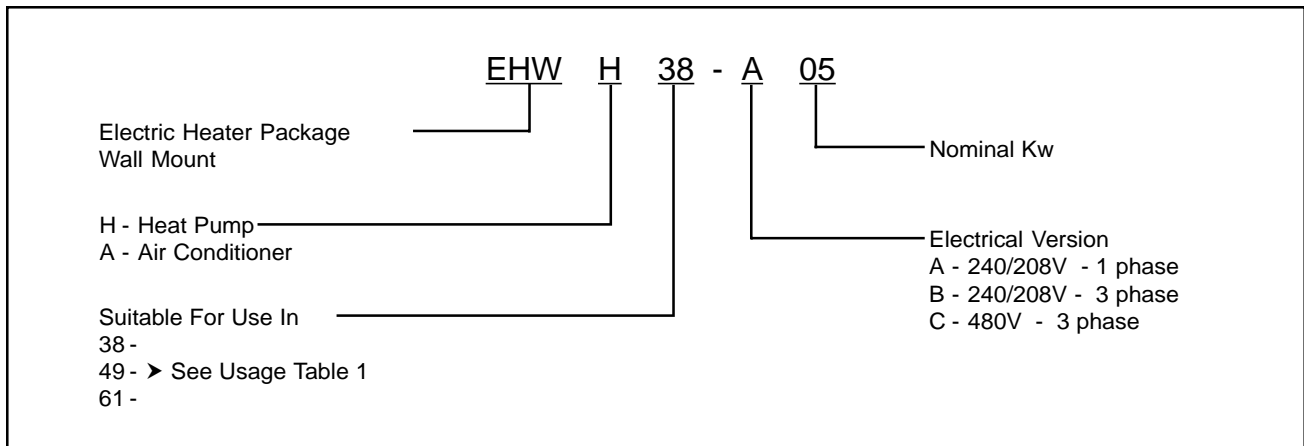 EHW H 38 - A 05
Electric Heater Package
Wall Mount
Nominal Kw
H - Heat Pump
A - Air Conditioner
Electrical Version
A - 240/208V - 1 phase
B - 240/208V - 3 phase
C - 480V - 3 phase
Suitable For Use In
38 -
49 - ➤ See Usage Table 1
61 -